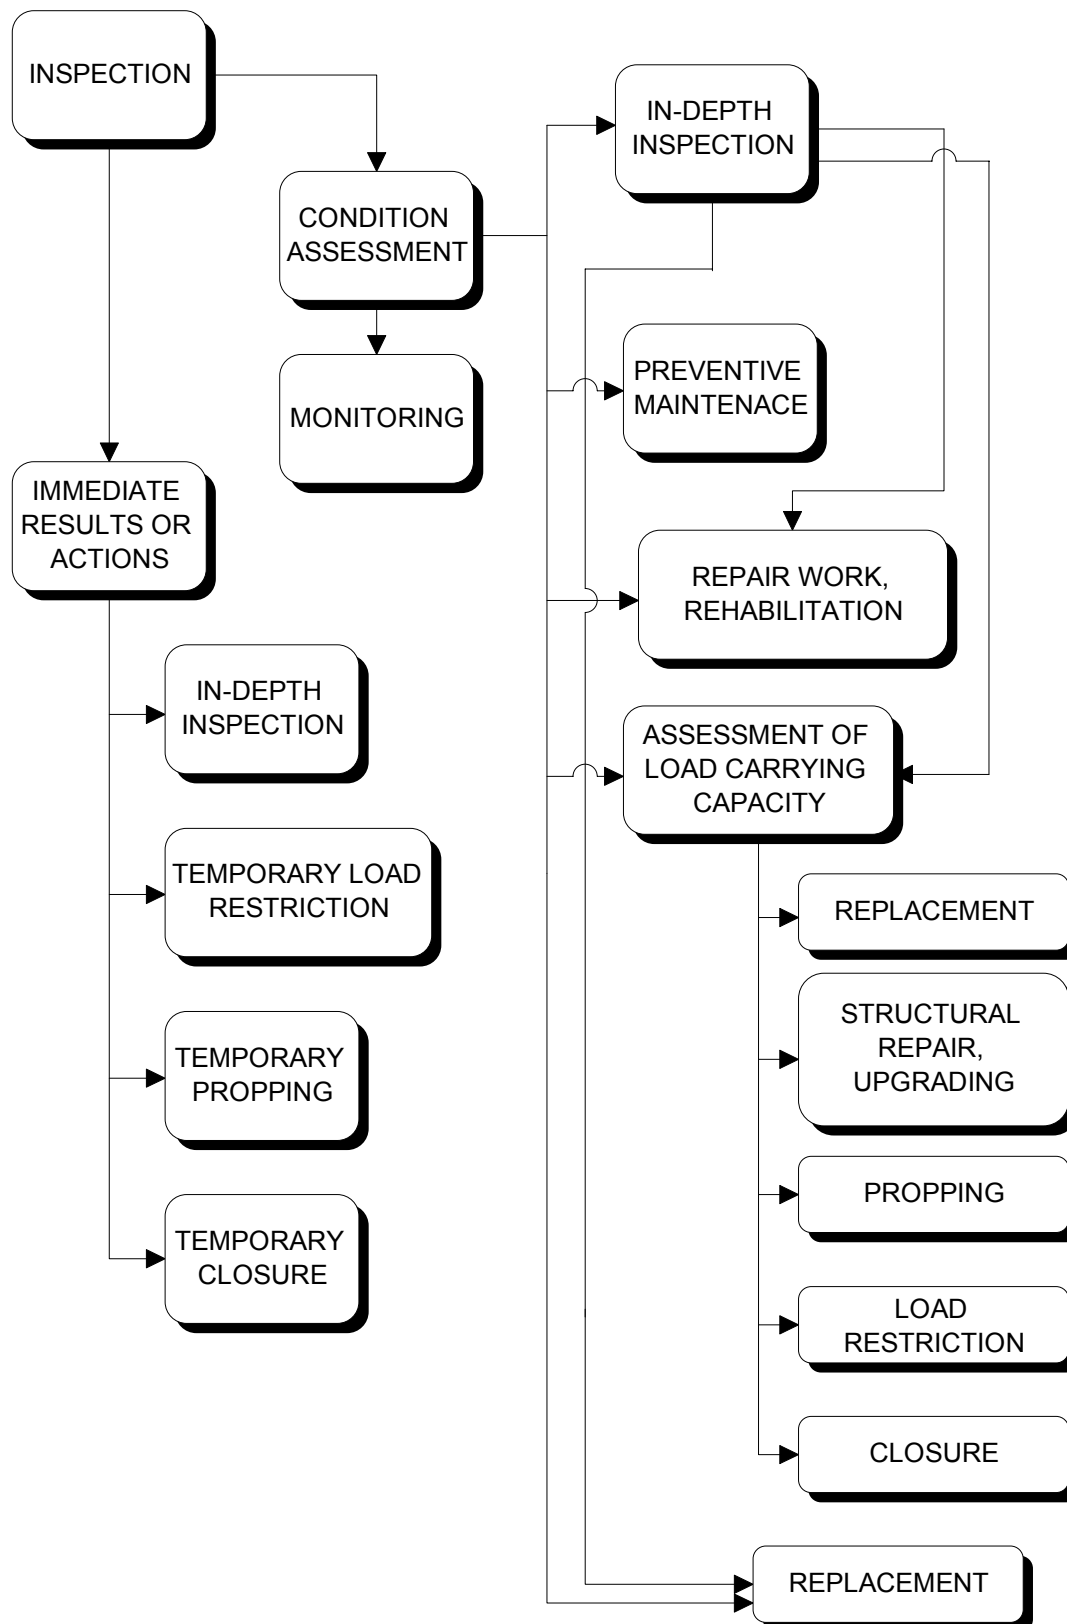 INSPECTION
CONDITION
ASSESSMENT
MONITORING
IMMEDIATE
RESULTS OR
ACTIONS
IN-DEPTH
INSPECTION
TEMPORARY LOAD
RESTRICTION
TEMPORARY
PROPPING
TEMPORARY
CLOSURE
IN-DEPTH
INSPECTION
PREVENTIVE
MAINTENACE
REPAIR WORK,
REHABILITATION
ASSESSMENT OF
LOAD CARRYING
CAPACITY
REPLACEMENT
STRUCTURAL
REPAIR,
UPGRADING
PROPPING
LOAD
RESTRICTION
CLOSURE
REPLACEMENT